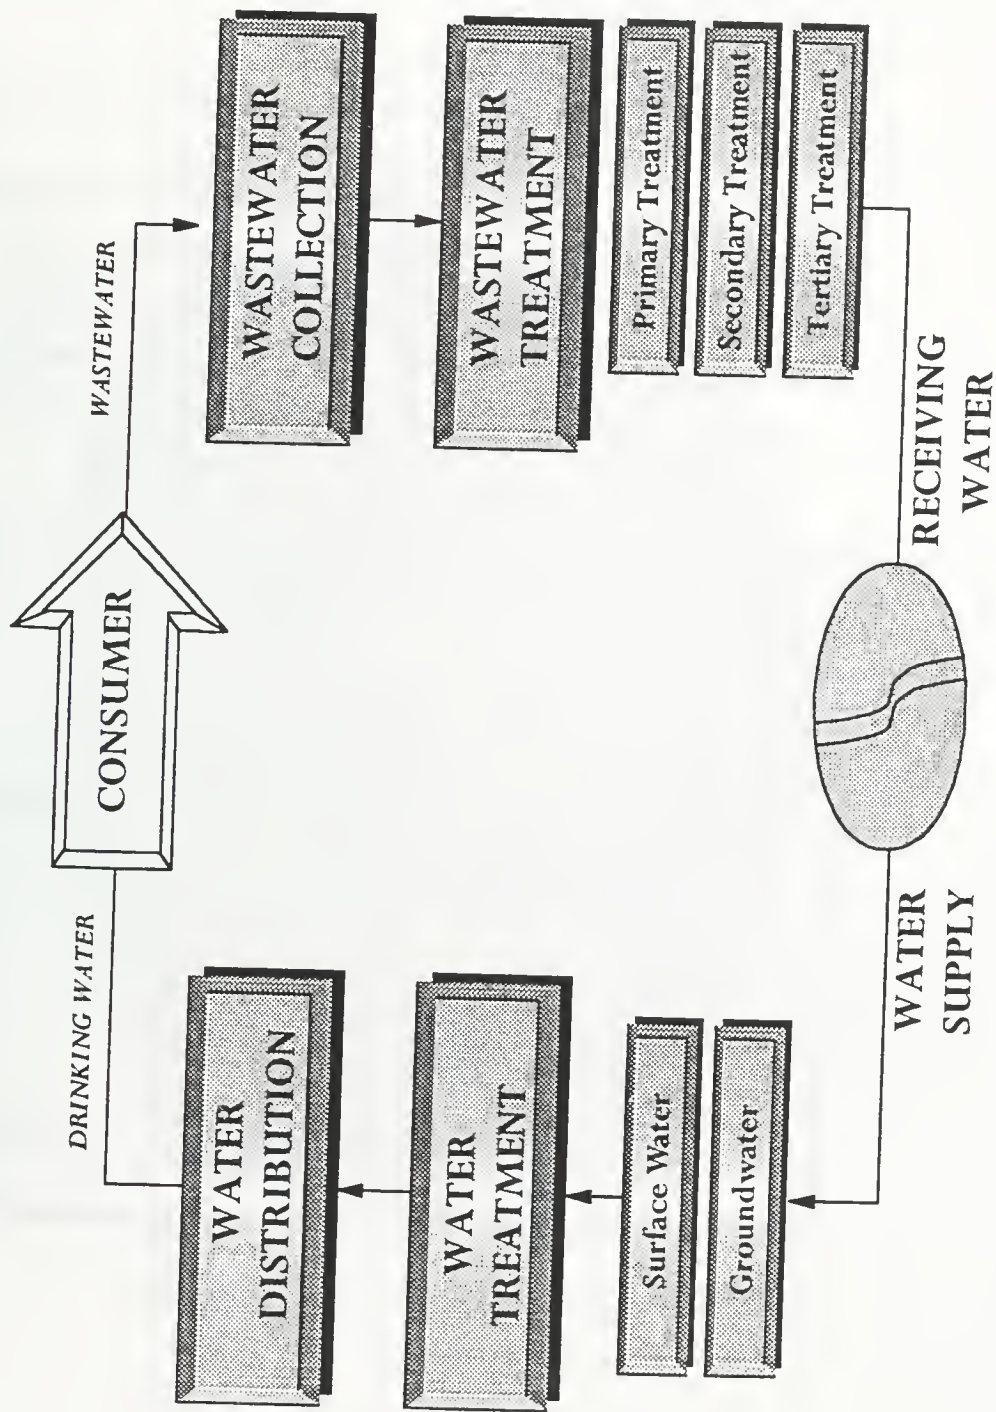 DRINKING WATER
CONSUMER
WASTEWATER
WATER
DISTRIBUTION
WATER
TREATMENT
Surface Water
Groundwater
WATER
SUPPLY
WASTEWATER
COLLECTION
WASTEWATER
TREATMENT
Primary Treatment
Secondary Treatment
Tertiary Treatment
RECEIVING
WATER